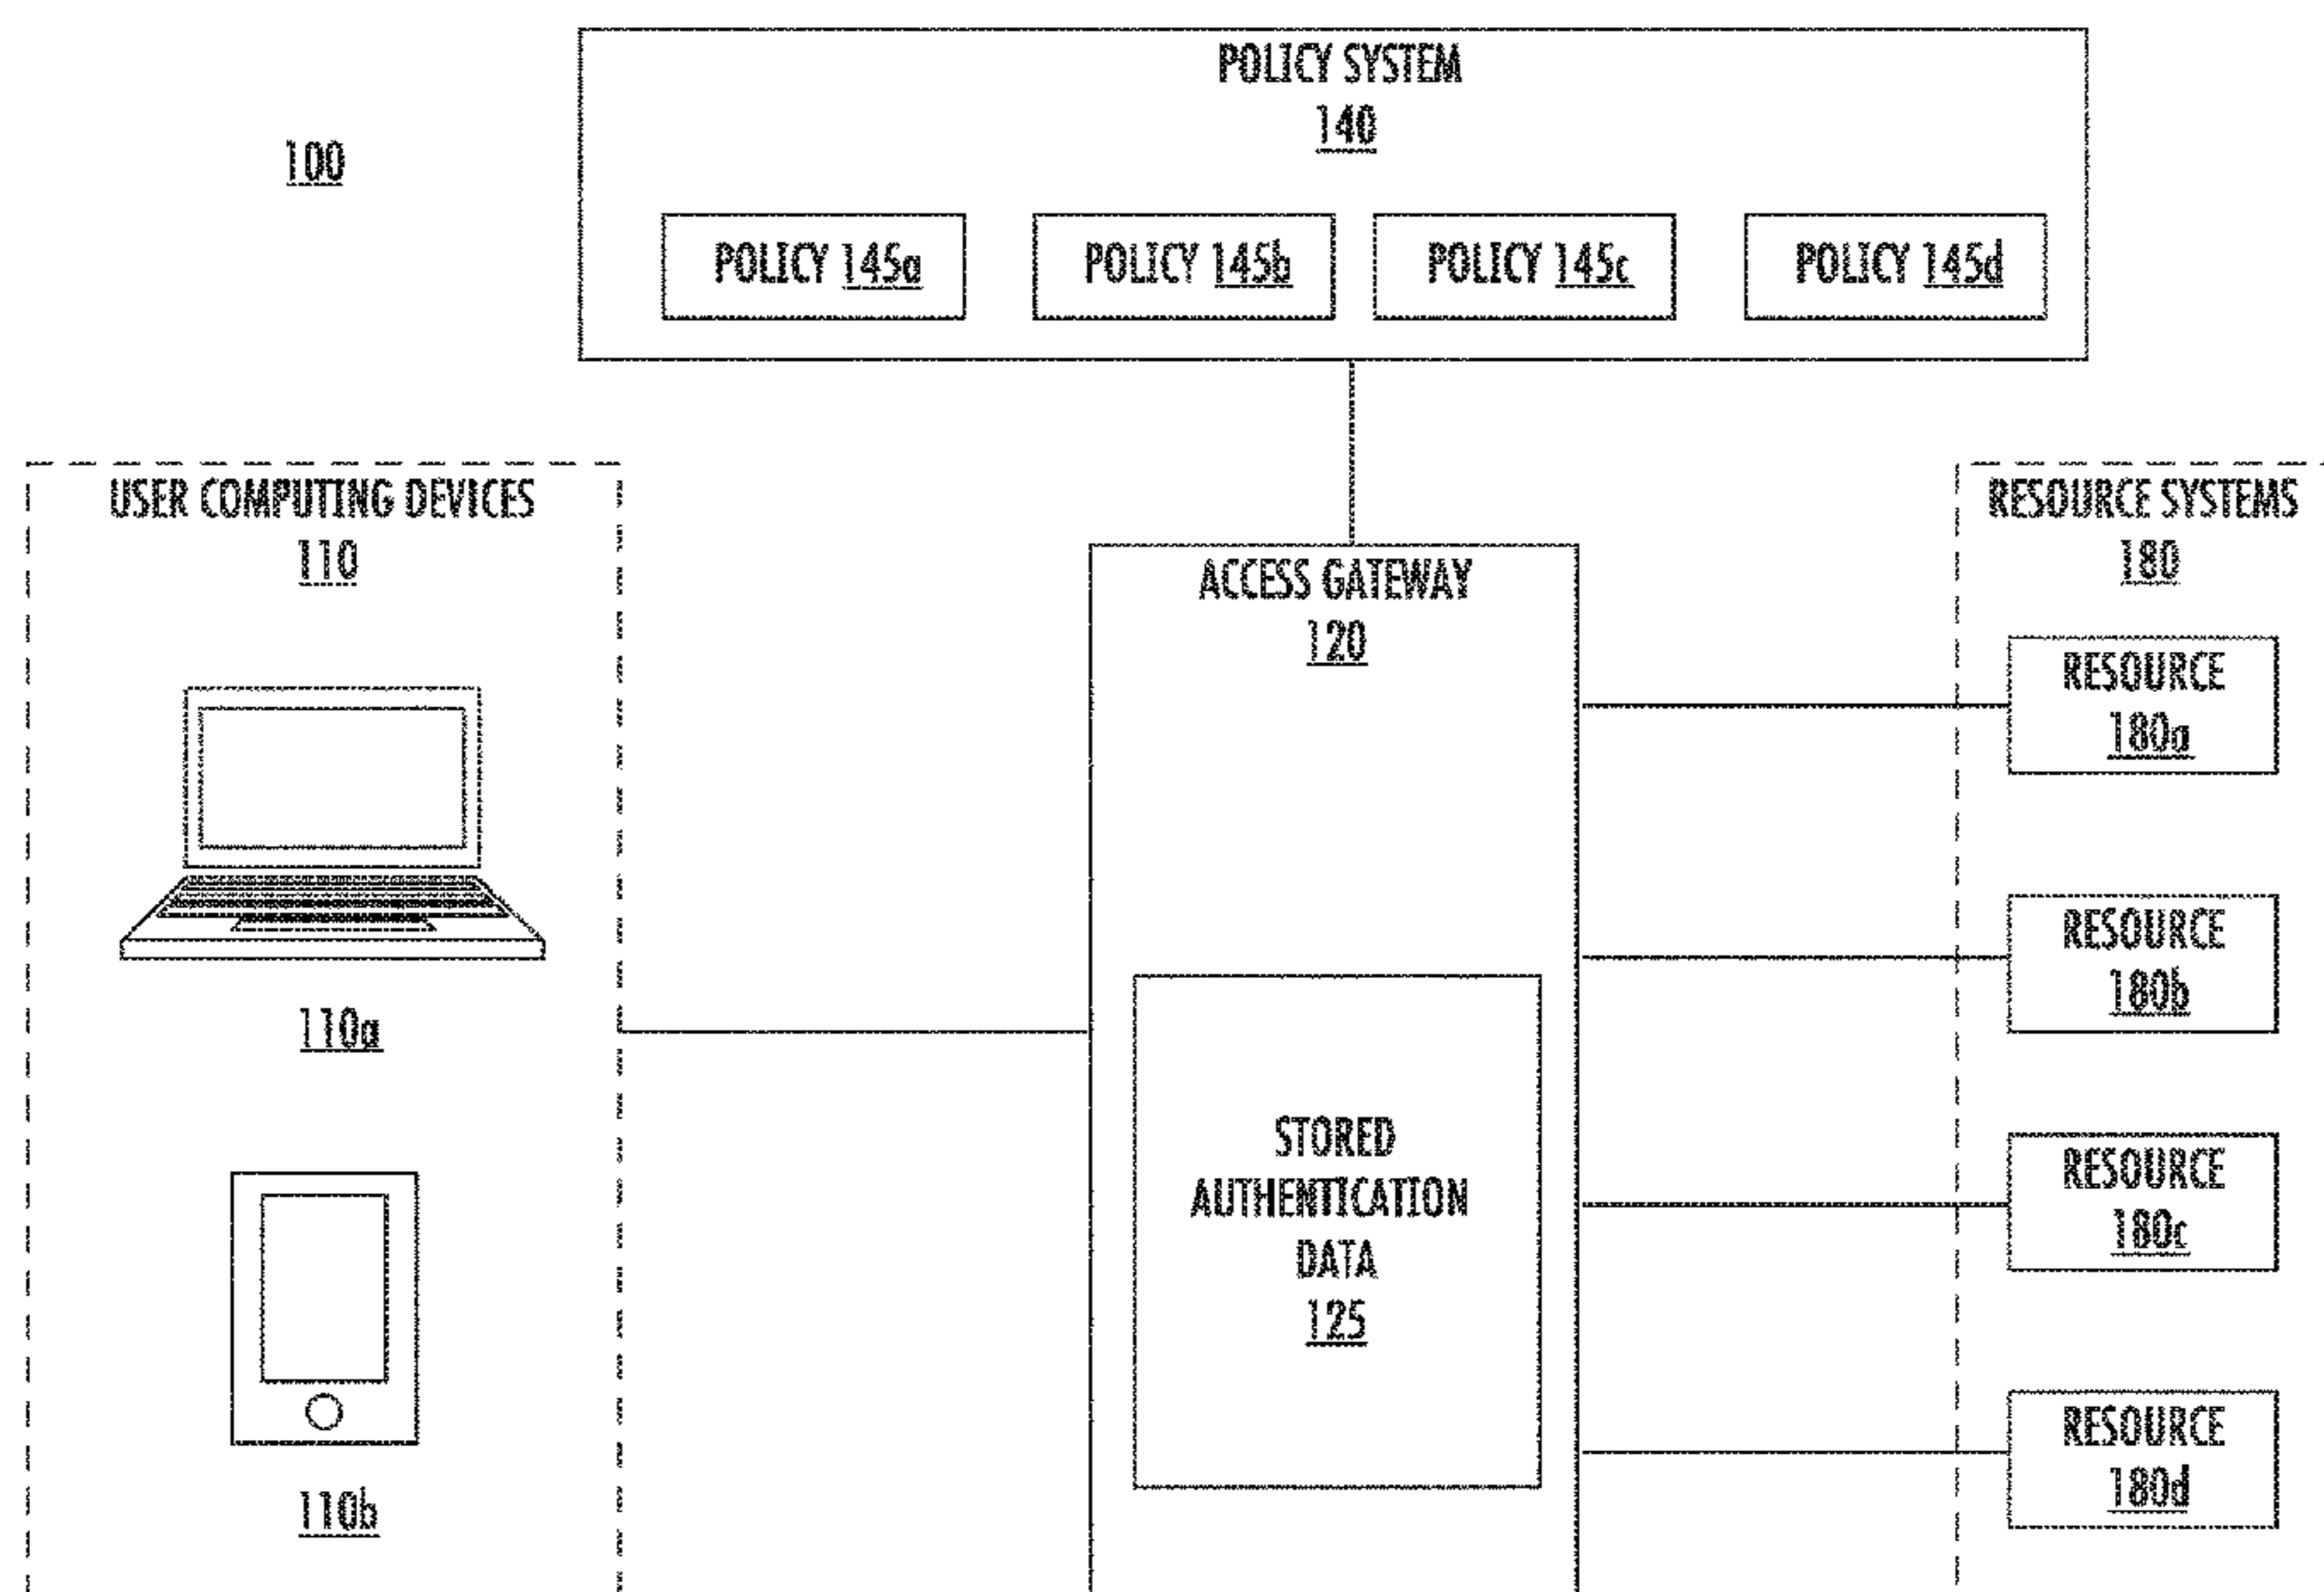 POLICY SYSTEM
140
100
POLICY 145a
POLICY 145b
POLICY 145c
POLICY 145d
USER COMPUTING DEVICES
110
110a
110b
ACCESS GATEWAY
120
STORED
AUTHENTICATION
DATA
125
RESOURCE SYSTEMS
180
RESOURCE
180a
RESOURCE
180b
RESOURCE
180c
RESOURCE
180d